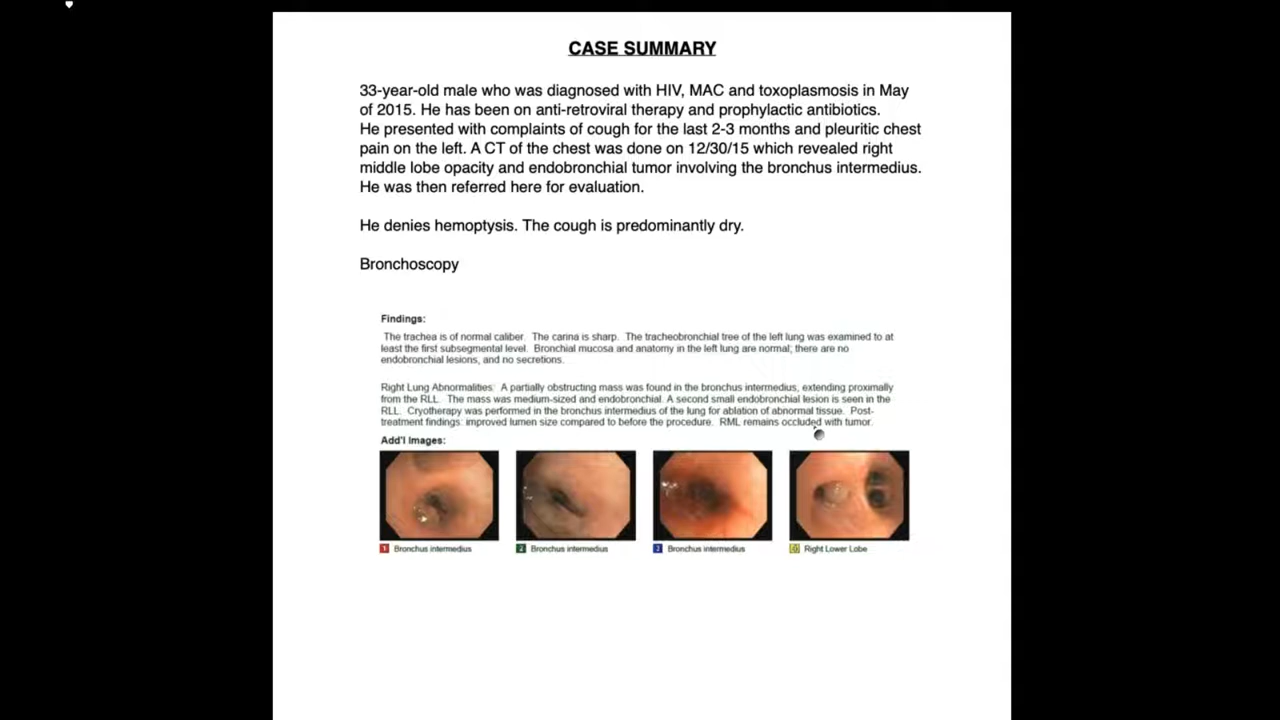 CASE SUMMARY
33-year-old male who was diagnosed with HIV, MAC and toxoplasmosis in May
of 2015. He has been on anti-retroviral therapy and prophylactic antibiotics.
He presented with complaints of cough for the last 2-3 months and pleuritic chest
pain on the left. A CT of the chest was done on 12/30/15 which revealed right
middle lobe opacity and endobronchial tumor involving the bronchus intermedius.
He was then referred here for evaluation.
He denies hemoptysis. The cough is predominantly dry.
Bronchoscopy
Findings:
The trachea is of normal caliber. The carina is sharp. The tracheobronchial tree of the left lung was examined to at
least the first subsegmental level. Bronchial mucosa and anatomy in the left lung are normal; there are no
endobronchial lesions, and no secretions.
Right Lung Abnormalities: A partially obstructing mass was found in the bronchus intermedius, extending proximally
from the RLL. The mass was medium-sized and endobronchial. A second small endobronchial lesion is seen in the
RLL. Cryotherapy was performed in the bronchus intermedius of the lung for ablation of abnormal tissue. Post-
treatment findings: improved lumen size compared to before the procedure. RML remains occluded with tumor.
Add'l Images:
1 Bronchus intermedius 2 Bronchus intermedius 3 Bronchus intermedius Right Lower Lobe